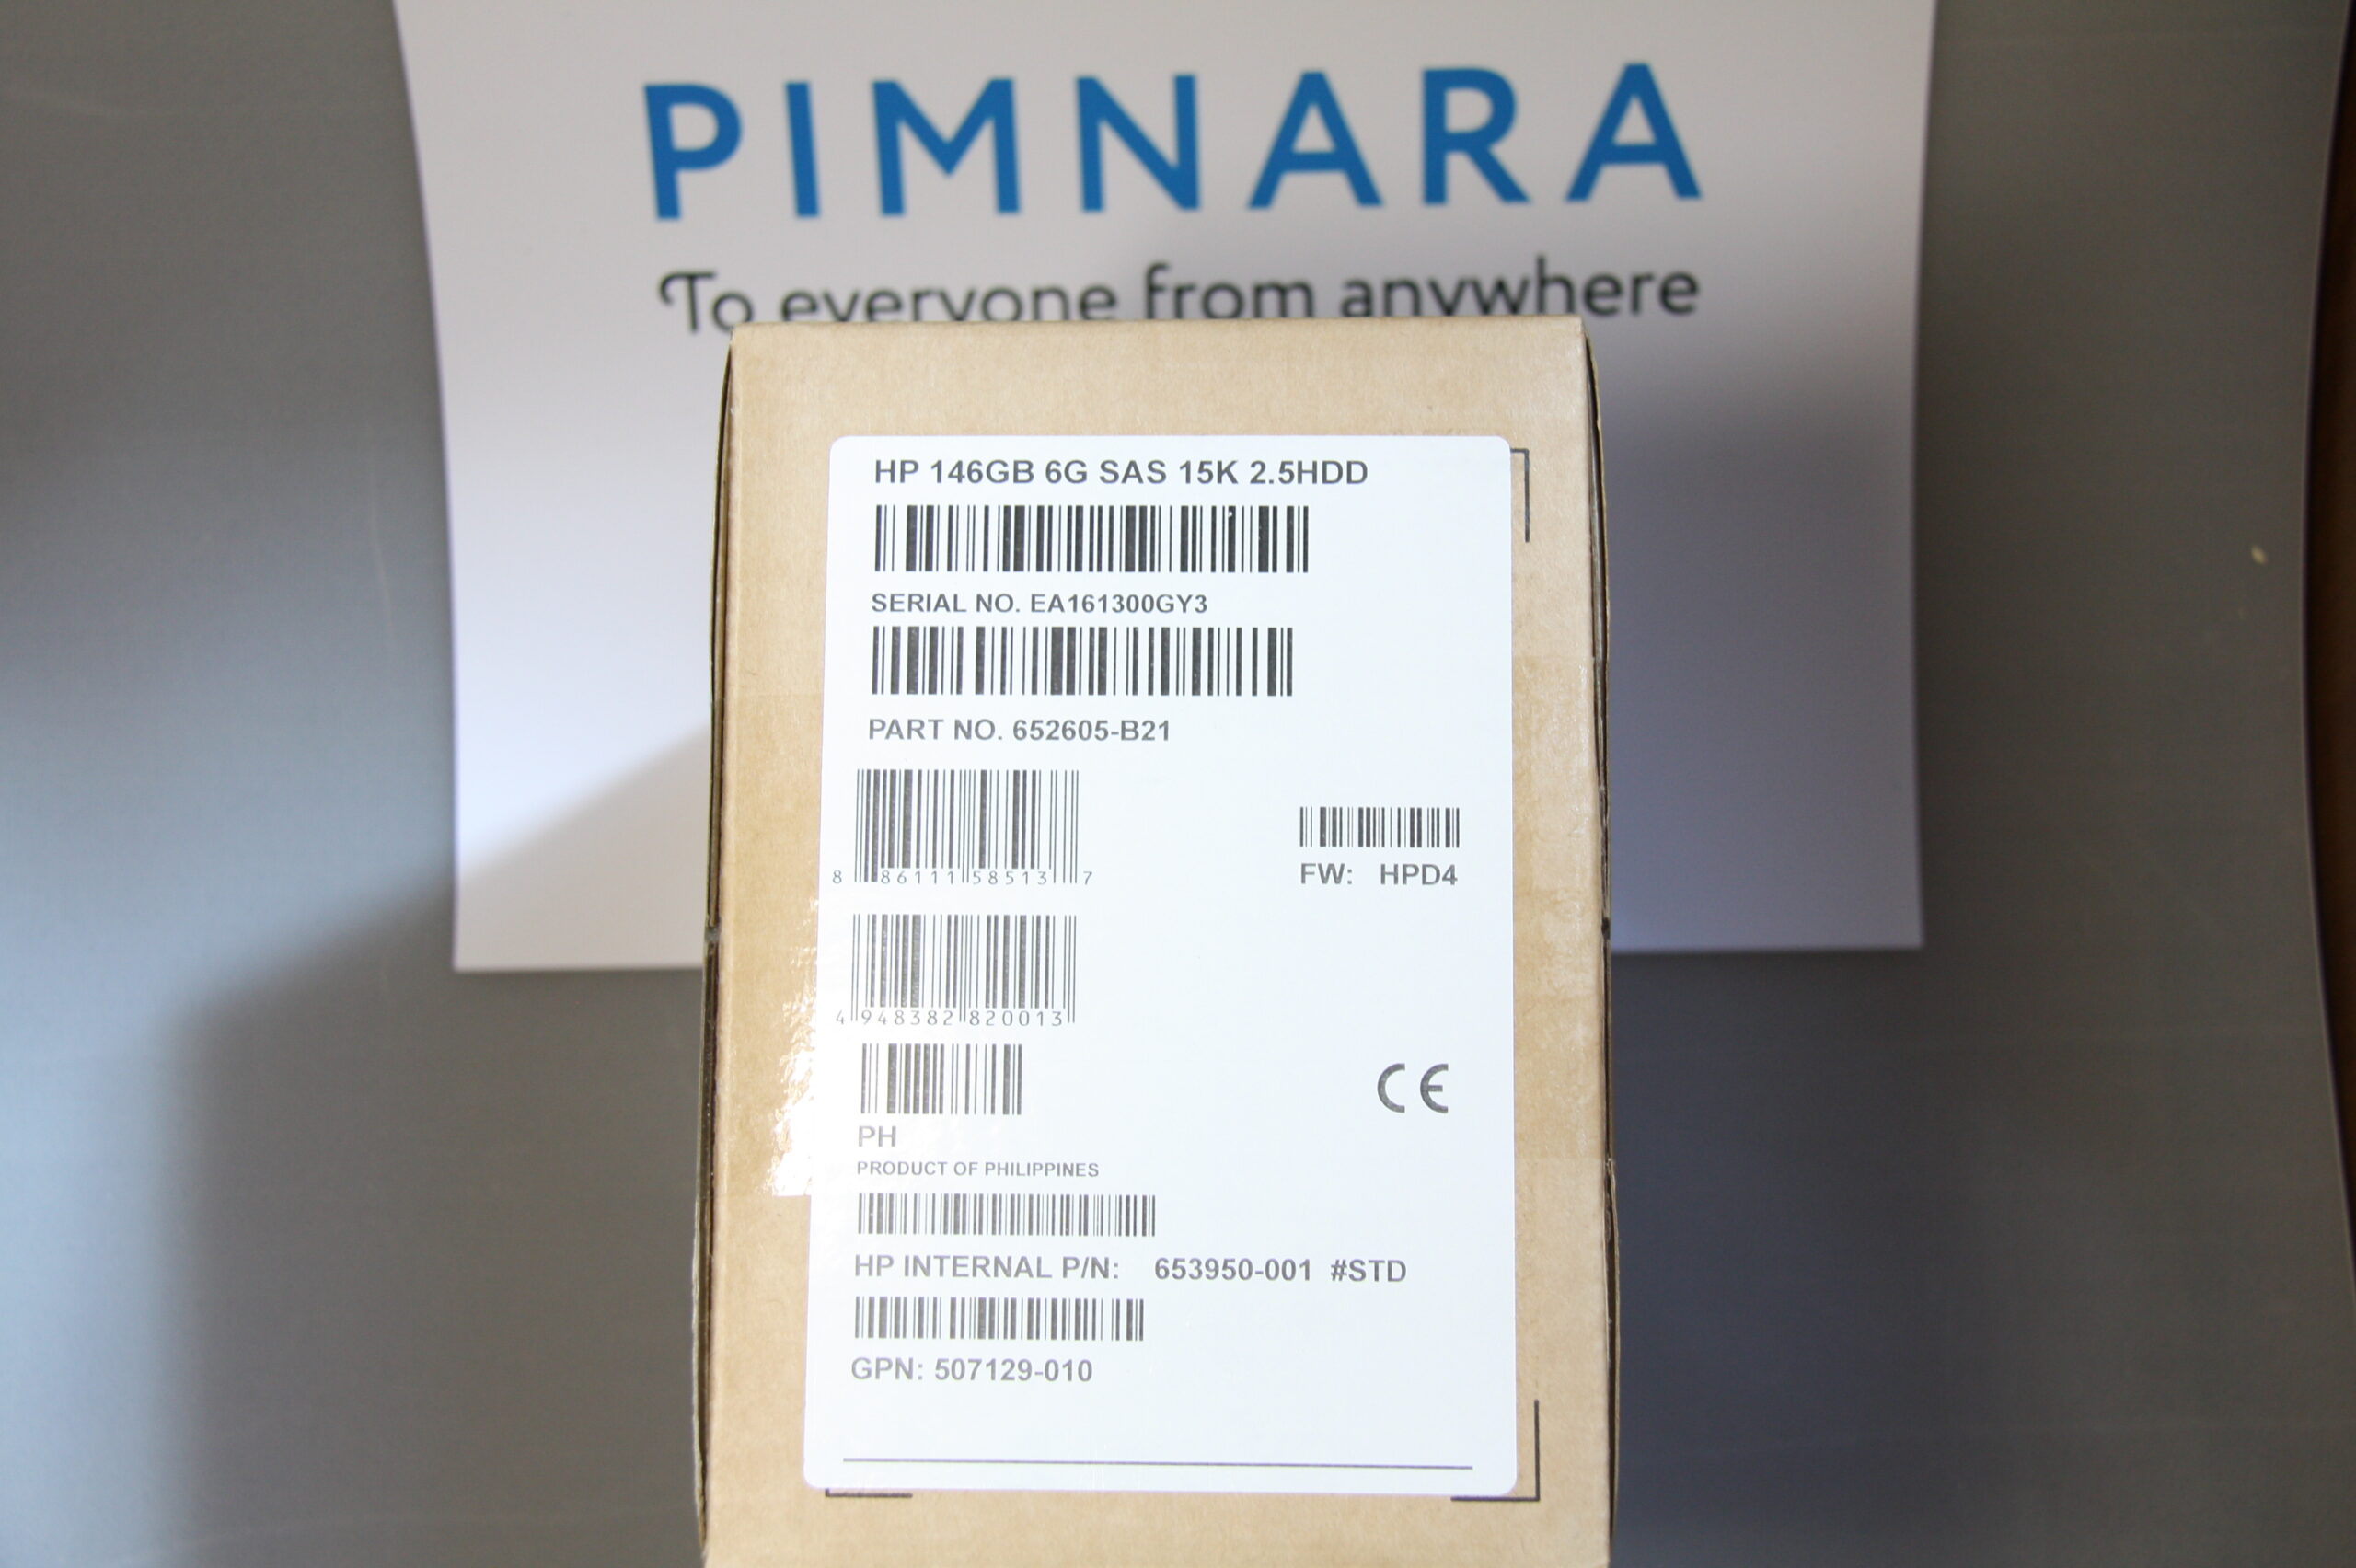 PIMNARA
To everyone from anywhere
HP 146GB 6G SAS 15K 2.5HDD
SERIAL NO. EA161300GY3
PART NO. 652605-B21
8 86111 58513 7
FW: HPD4
4 948382 820013
CE
PH
PRODUCT OF PHILIPPINES
HP INTERNAL P/N: 653950-001 #STD
GPN: 507129-010